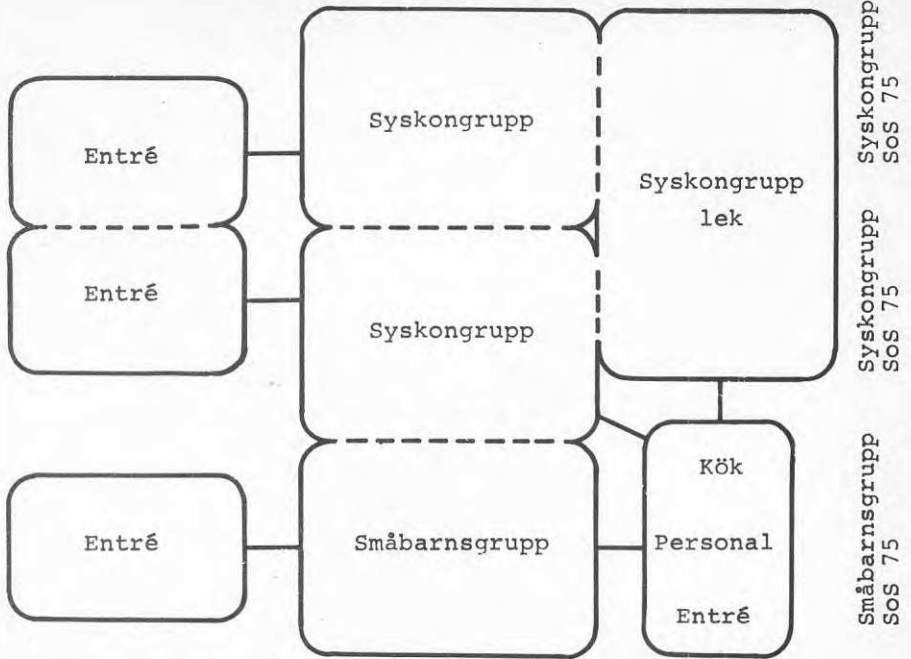 Entré
Syskongrupp
Syskongrupp
lek
Entré
Syskongrupp
Entré
Småbarnsgrupp
Kök
Personal
Entré
Syskongrupp
SoS 75
Syskongrupp
SoS 75
Småbarnsgrupp
SoS 75